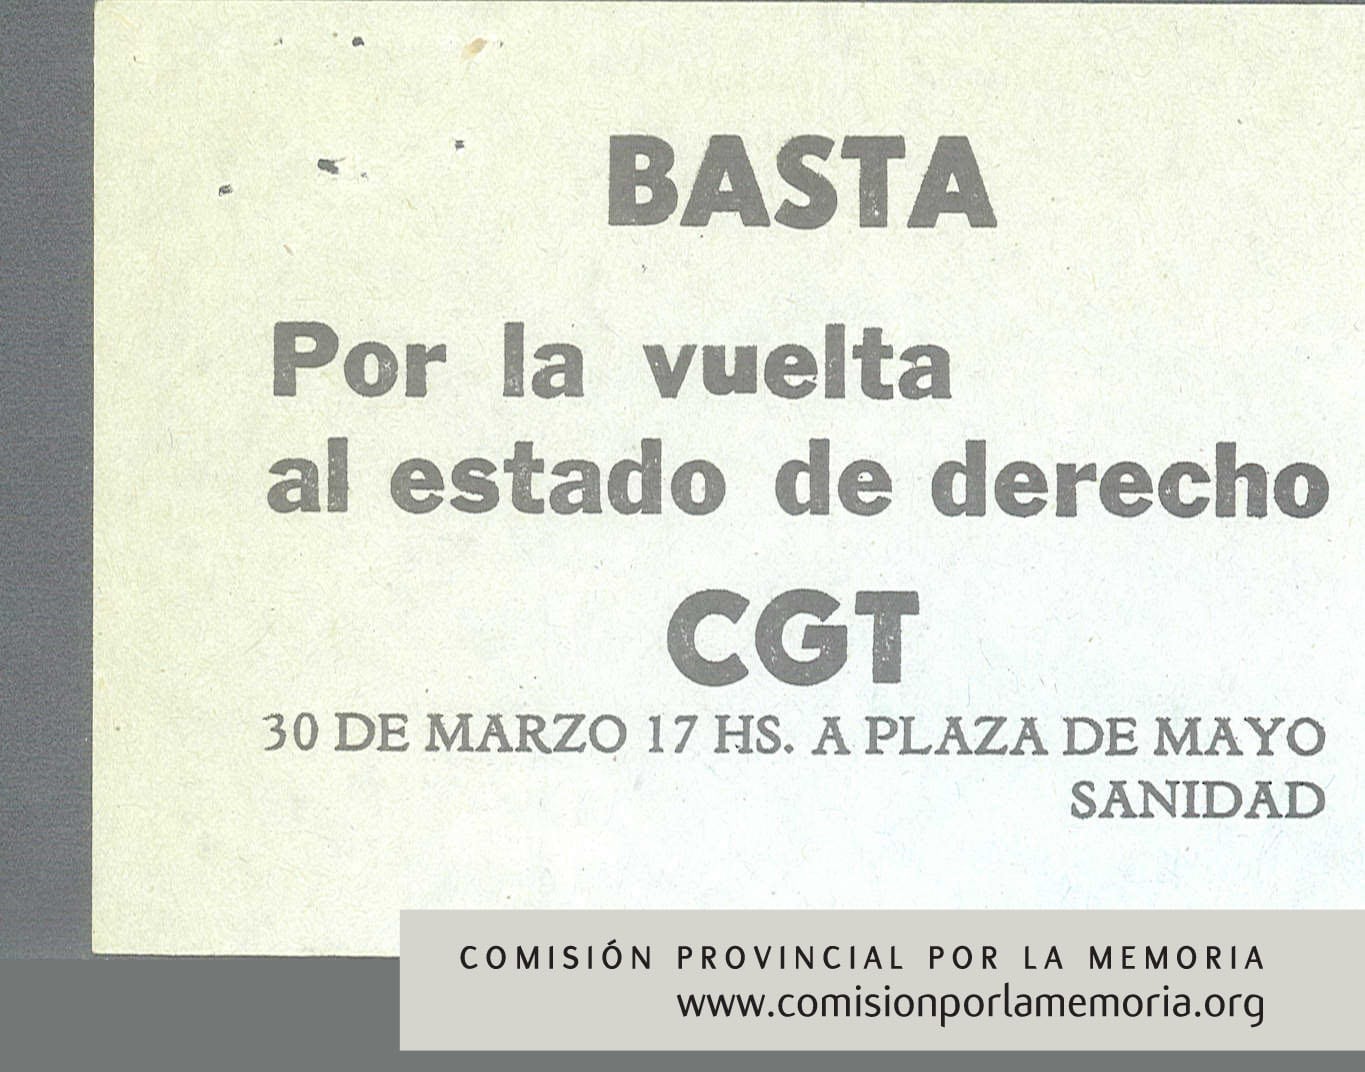 BASTA
Por la vuelta
al estado de derecho
CGT
30 DE MARZO 17 HS. A PLAZA DE MAYO
SANIDAD
COMISIÓN PROVINCIAL POR LA MEMORIA
www.comisionporlamemoria.org